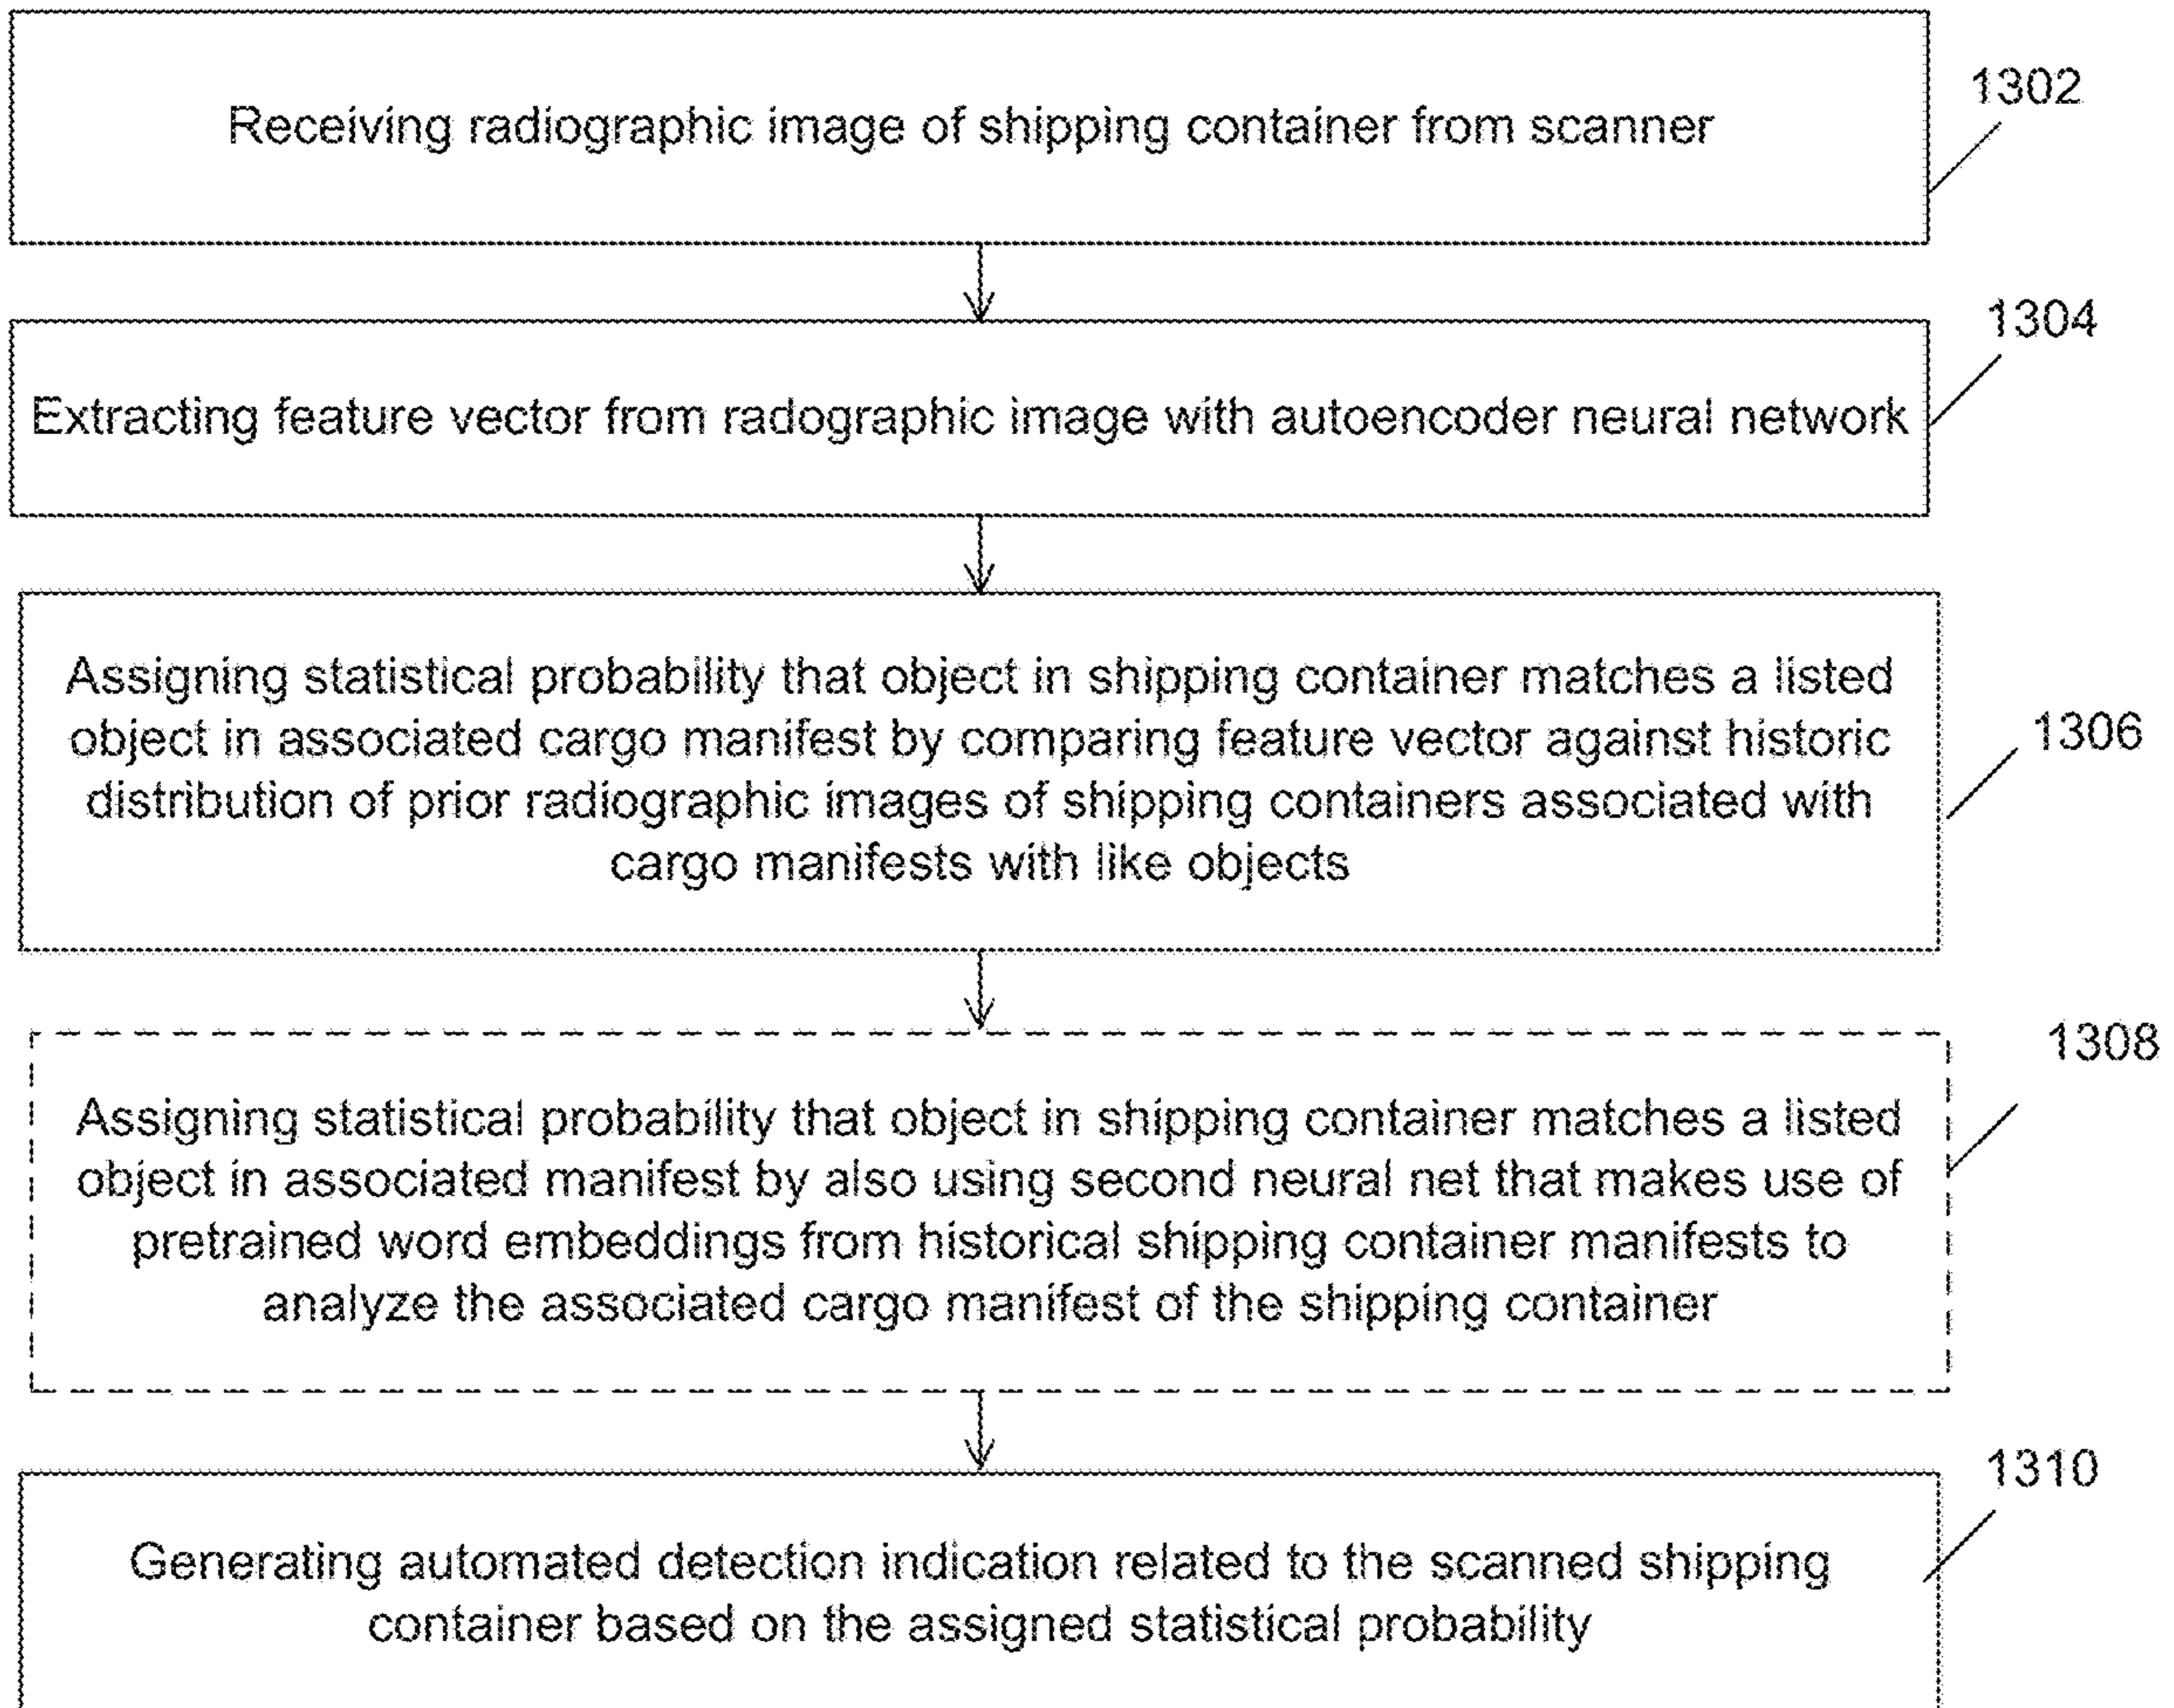 Receiving radiographic image of shipping container from scanner
1302
Extracting feature vector from radographic image with autoencoder neural network
1304
Assigning statistical probability that object in shipping container matches a listed
object in associated cargo manifest by comparing feature vector against historic
distribution of prior radiographic images of shipping containers associated with
cargo manifests with like objects
1306
Assigning statistical probability that object in shipping container matches a listed
object in associated manifest by also using second neural net that makes use of
pretrained word embeddings from historical shipping container manifests to
analyze the associated cargo manifest of the shipping container
1308
Generating automated detection indication related to the scanned shipping
container based on the assigned statistical probability
1310